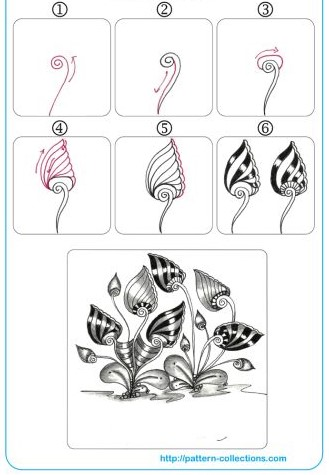 ① ② ③
④ ⑤ ⑥
http://pattern-collections.com